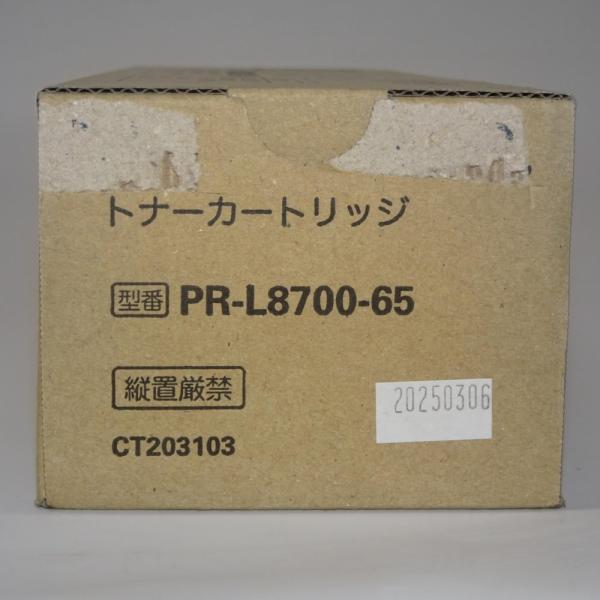 トナーカートリッジ
型番 PR-L8700-65
縦置厳禁
20250306
CT203103